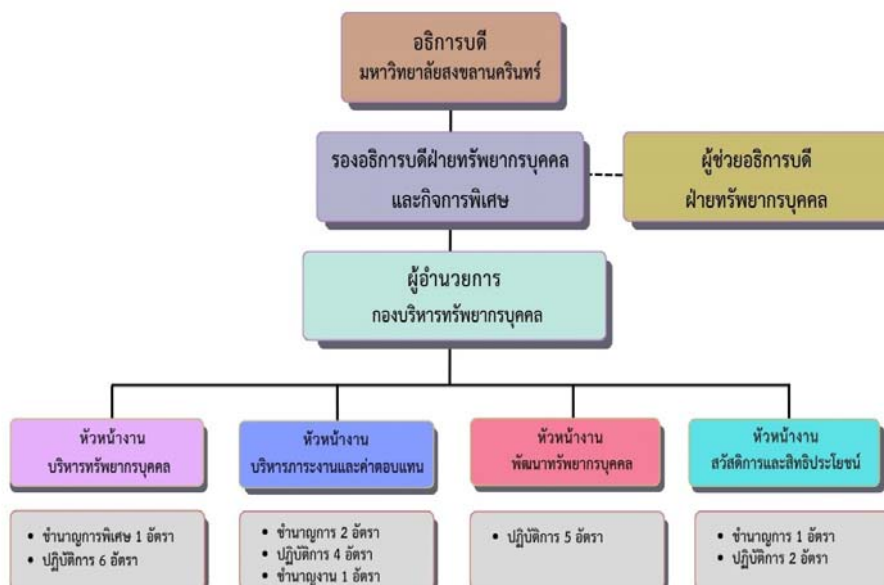 อธิการบดี
มหาวิทยาลัยสงขลานครินทร์
รองอธิการบดีฝ่ายทรัพยากรบุคคล
และกิจการพิเศษ
ผู้ช่วยอธิการบดี
ฝ่ายทรัพยากรบุคคล
ผู้อำนวยการ
กองบริหารทรัพยากรบุคคล
หัวหน้างาน
บริหารทรัพยากรบุคคล
• ชำนาญการพิเศษ 1 อัตรา
• ปฏิบัติการ 6 อัตรา
หัวหน้างาน
บริหารภาระงานและค่าตอบแทน
• ชำนาญการ 2 อัตรา
• ปฏิบัติการ 4 อัตรา
• ชำนาญงาน 1 อัตรา
หัวหน้างาน
พัฒนาทรัพยากรบุคคล
• ปฏิบัติการ 5 อัตรา
หัวหน้างาน
สวัสดิการและสิทธิประโยชน์
• ชำนาญการ 1 อัตรา
• ปฏิบัติการ 2 อัตรา